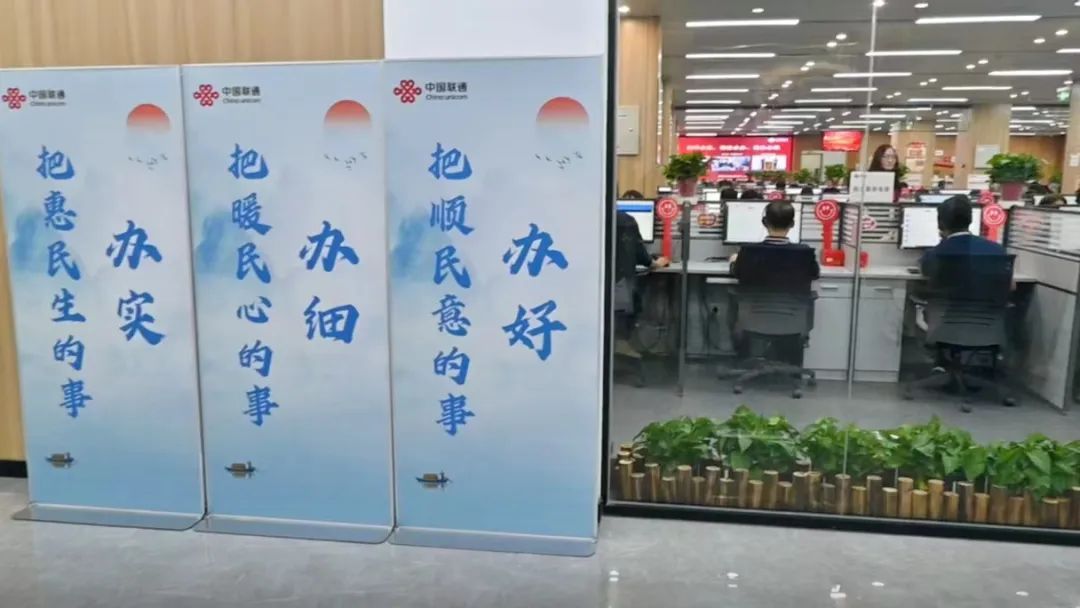 中国联通
China unicom
把惠民生的事
办实
中国联通
China unicom
把暖民心的事
办细
中国联通
China unicom
把顺民意的事
办好